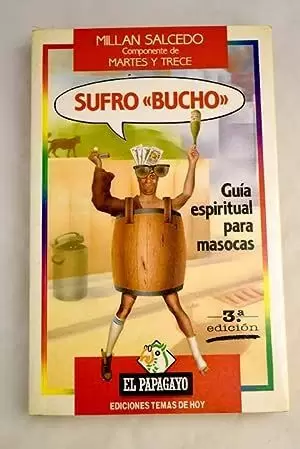 MILLAN SALCEDO
Componente de
MARTES Y TRECE
SUFRO «BUCHO»
Guía
espiritual
para
masocas
3.ª
edición
EL PAPAGAYO
EDICIONES TEMAS DE HOY